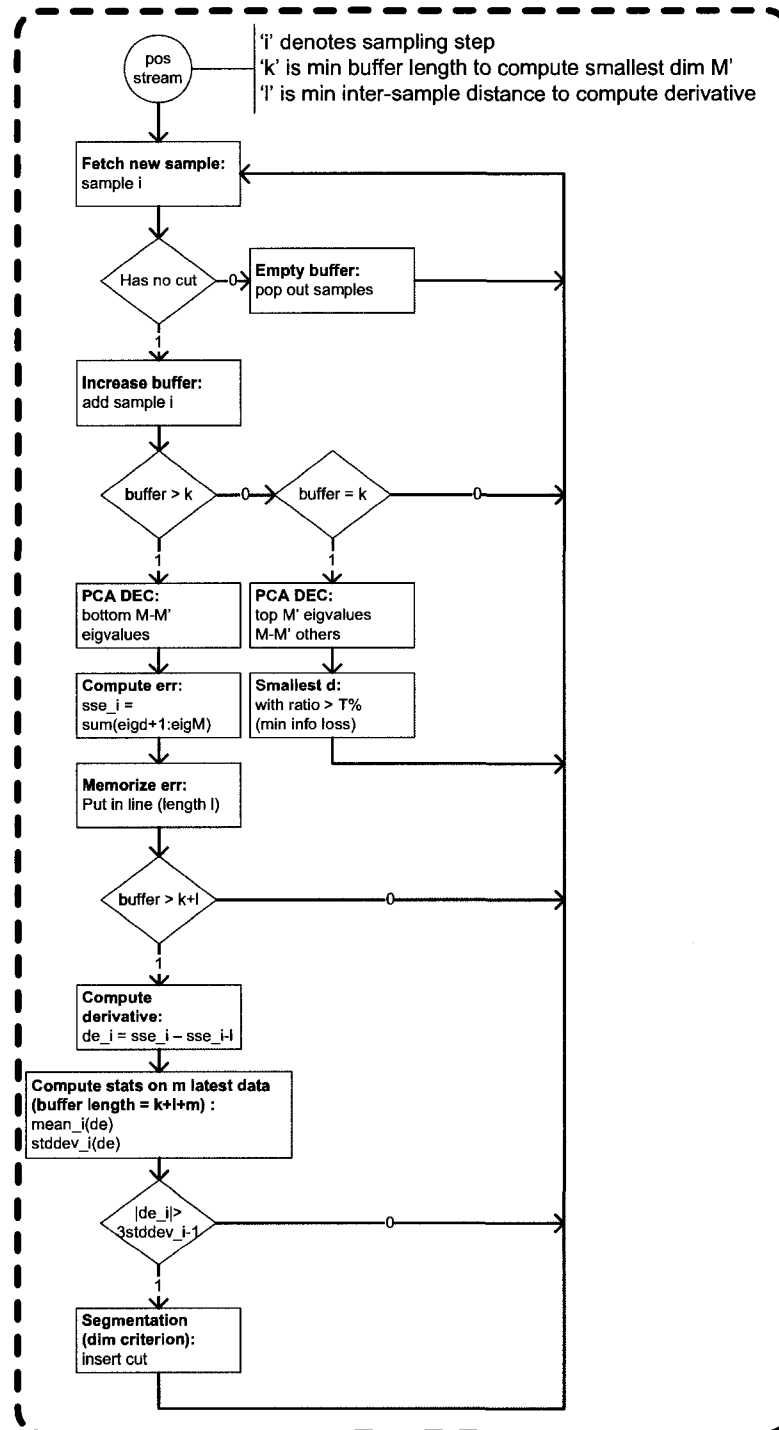 pos
stream
'i' denotes sampling step
'k' is min buffer length to compute smallest dim M'
'l' is min inter-sample distance to compute derivative
Fetch new sample:
sample i
Has no cut
0
Empty buffer:
pop out samples
1
Increase buffer:
add sample i
buffer > k
0
buffer = k
0
1
1
PCA DEC:
bottom M-M'
eigvalues
PCA DEC:
top M' eigvalues
M-M' others
Compute err:
sse_i =
sum(eigd+1:eigM)
Smallest d:
with ratio > T%
(min info loss)
Memorize err:
Put in line (length l)
buffer > k+l
0
1
Compute
derivative:
de_i = sse_i – sse_i-l
Compute stats on m latest data
(buffer length = k+l+m) :
mean_i(de)
stddev_i(de)
|de_i|>
3stddev_i-1
0
1
Segmentation
(dim criterion):
insert cut